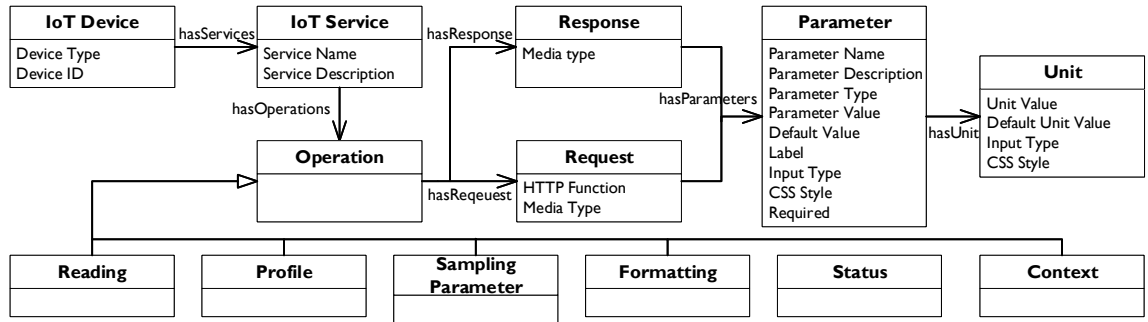 IoT Device
Device Type
Device ID
hasServices
IoT Service
Service Name
Service Description
hasOperations
Operation
hasResponse
hasReqeuest
Response
Media type
Request
HTTP Function
Media Type
hasParameters
Parameter
Parameter Name
Parameter Description
Parameter Type
Parameter Value
Default Value
Label
Input Type
CSS Style
Required
hasUnit
Unit
Unit Value
Default Unit Value
Input Type
CSS Style
Reading
Profile
Sampling
Parameter
Formatting
Status
Context